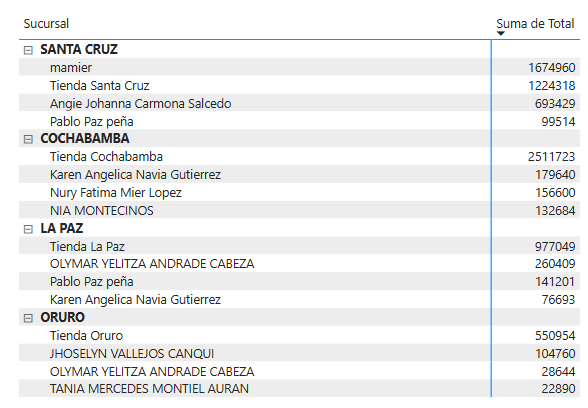 Sucursal Suma de Total
SANTA CRUZ
mamier 1674960
Tienda Santa Cruz 1224318
Angie Johanna Carmona Salcedo 693429
Pablo Paz peña 99514
COCHABAMBA
Tienda Cochabamba 2511723
Karen Angelica Navia Gutierrez 179640
Nury Fatima Mier Lopez 156600
NIA MONTECINOS 132684
LA PAZ
Tienda La Paz 977049
OLYMAR YELITZA ANDRADE CABEZA 260409
Pablo Paz peña 141201
Karen Angelica Navia Gutierrez 76693
ORURO
Tienda Oruro 550954
JHOSELYN VALLEJOS CANQUI 104760
OLYMAR YELITZA ANDRADE CABEZA 28644
TANIA MERCEDES MONTIEL AURAN 22890